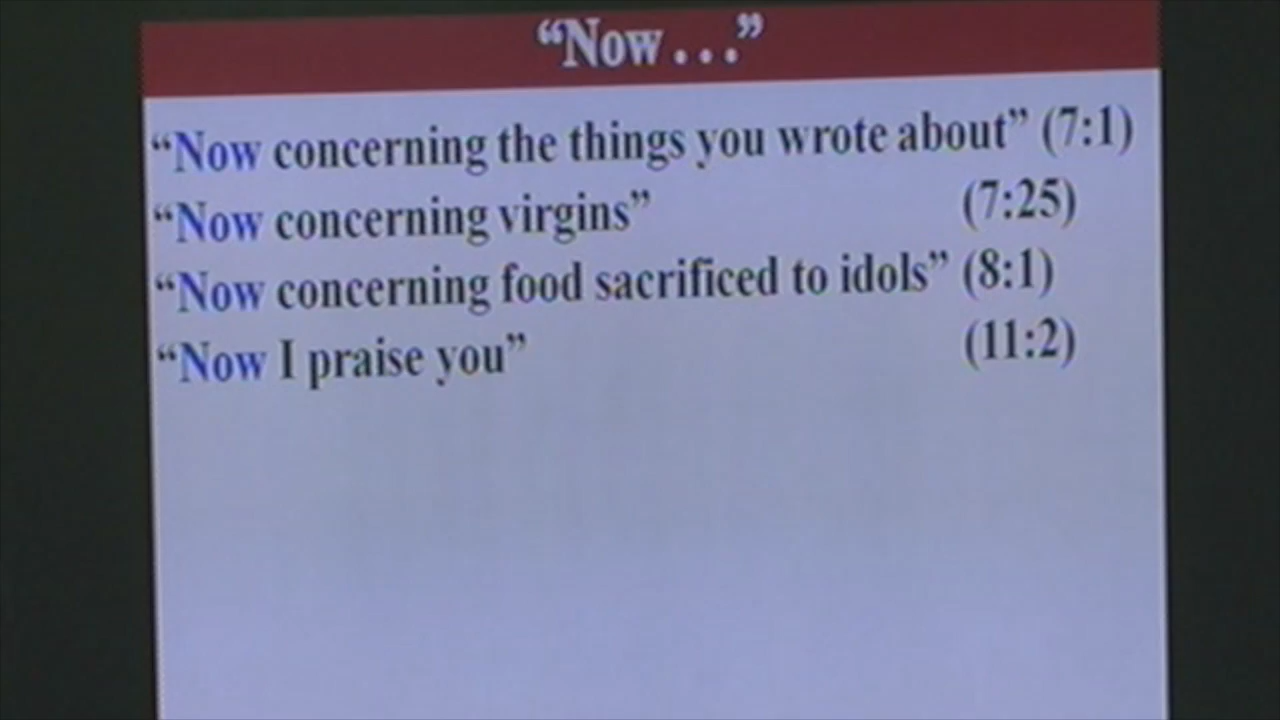 “Now . . .”
“Now concerning the things you wrote about” (7:1)
“Now concerning virgins” (7:25)
“Now concerning food sacrificed to idols” (8:1)
“Now I praise you” (11:2)